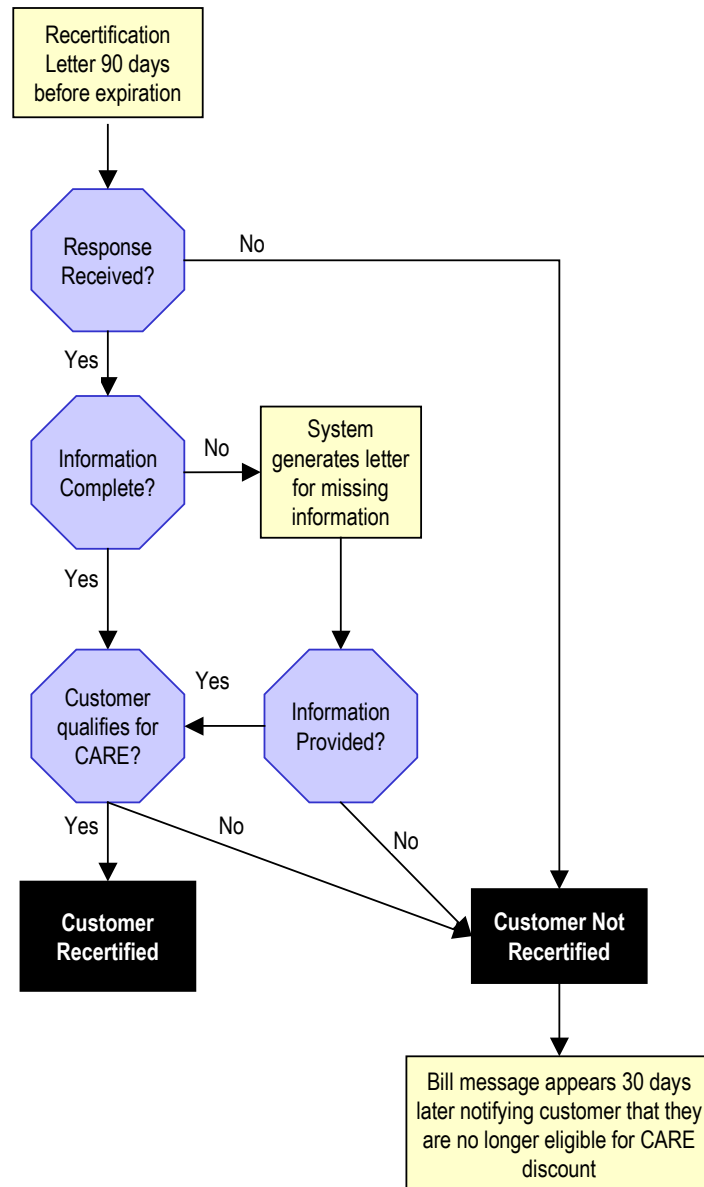 Recertification
Letter 90 days
before expiration
Response
Received?
No
Yes
Information
Complete?
No
System
generates letter
for missing
information
Yes
Customer
qualifies for
CARE?
Yes
Information
Provided?
Yes
No
No
Customer
Recertified
Customer Not
Recertified
Bill message appears 30 days
later notifying customer that they
are no longer eligible for CARE
discount